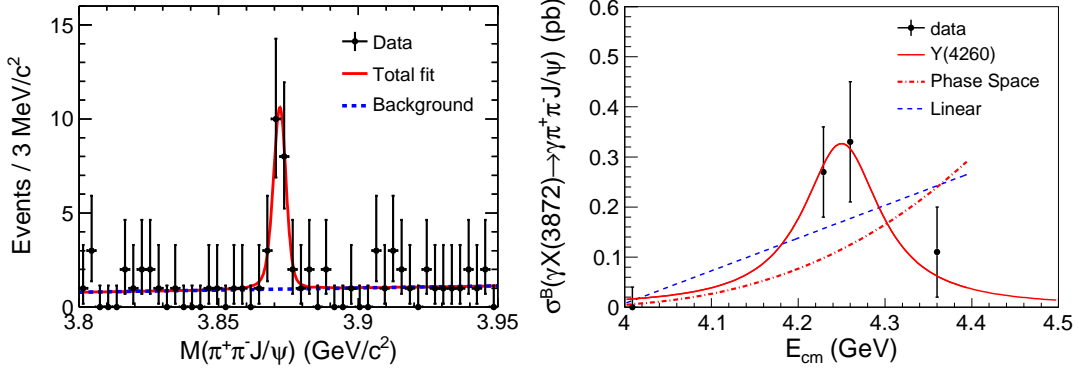 Events / 3 MeV/c²
15
10
5
0
Data
Total fit
Background
3.8
3.85
3.9
3.95
M(π⁺π⁻J/ψ) (GeV/c²)
σᴮ(γX(3872)→γπ⁺π⁻J/ψ) (pb)
0.6
0.5
0.4
0.3
0.2
0.1
0.0
data
Y(4260)
Phase Space
Linear
4
4.1
4.2
4.3
4.4
4.5
E_cm (GeV)